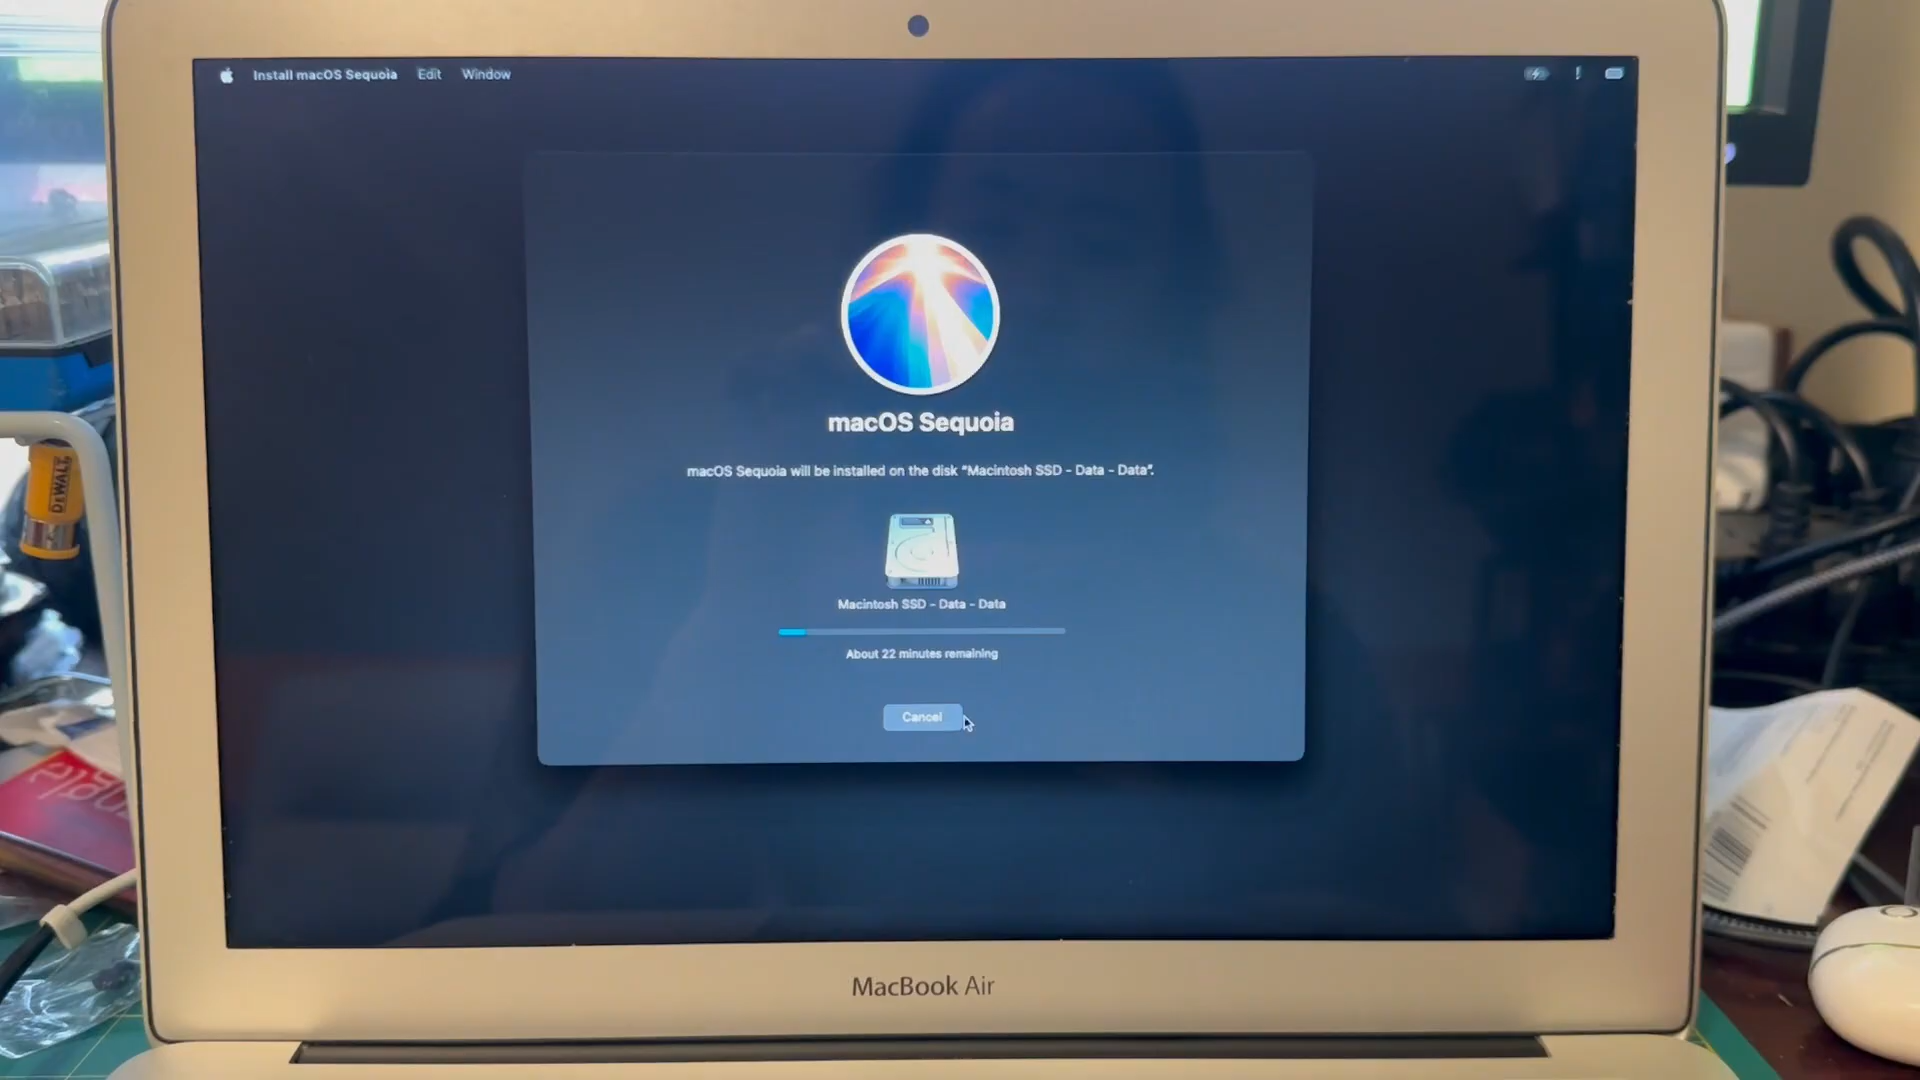 Install macOS Sequoia Edit Window
macOS Sequoia
macOS Sequoia will be installed on the disk “Macintosh SSD - Data - Data”.
Macintosh SSD - Data - Data
About 22 minutes remaining
Cancel
MacBook Air
DEWALT